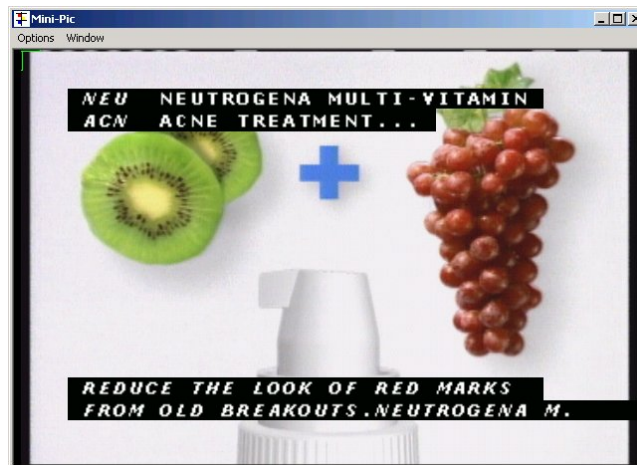 Mini-Pic
Options Window
NEU NEUTROGENA MULTI-VITAMIN
ACN ACNE TREATMENT...
REDUCE THE LOOK OF RED MARKS
FROM OLD BREAKOUTS.NEUTROGENA M.